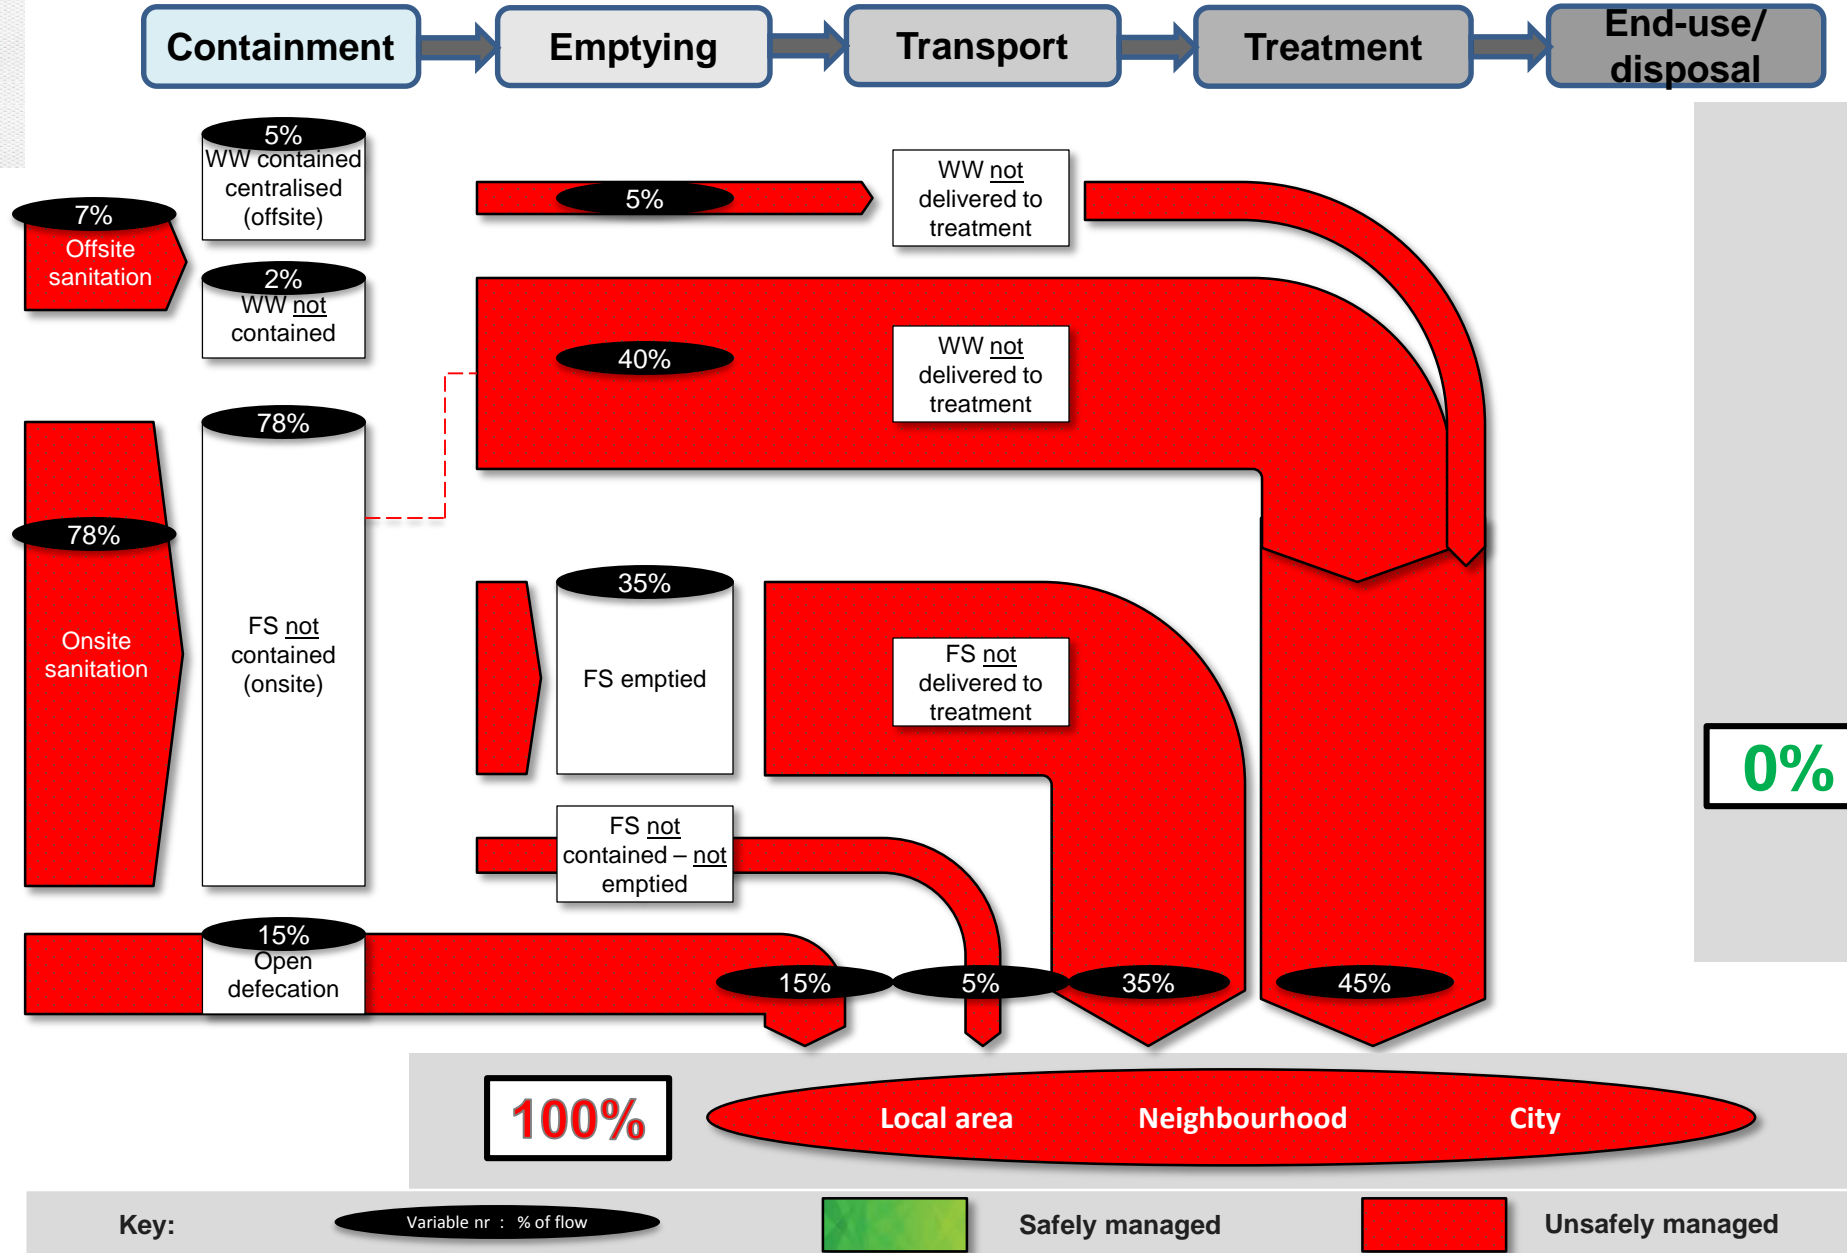 Containment
Emptying
Transport
Treatment
End-use/
disposal
5%
WW contained
centralised
(offsite)
7%
Offsite
sanitation
2%
WW not
contained
5%
WW not
delivered to
treatment
40%
WW not
delivered to
treatment
78%
Onsite
sanitation
78%
FS not
contained
(onsite)
35%
FS emptied
FS not
delivered to
treatment
0%
FS not
contained – not
emptied
15%
Open
defecation
15%
5%
35%
45%
100%
Local area
Neighbourhood
City
Key:
Variable nr : % of flow
Safely managed
Unsafely managed